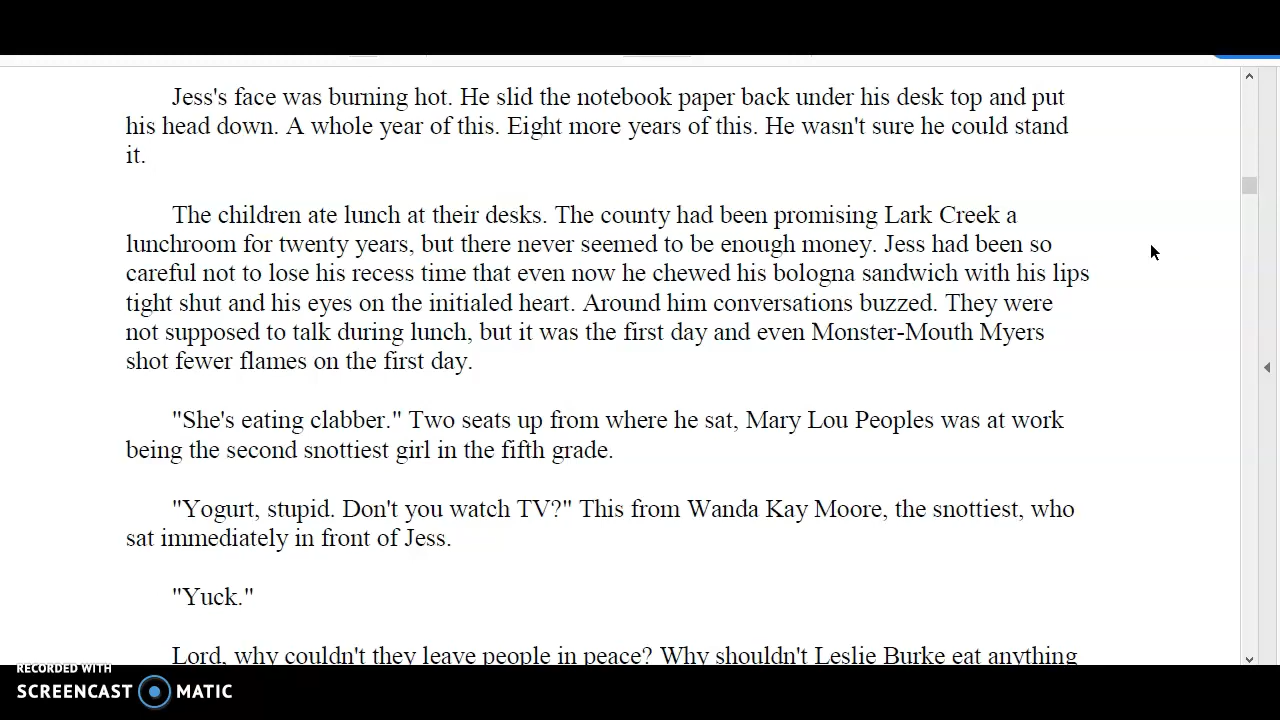 Jess's face was burning hot. He slid the notebook paper back under his desk top and put
his head down. A whole year of this. Eight more years of this. He wasn't sure he could stand
it.
The children ate lunch at their desks. The county had been promising Lark Creek a
lunchroom for twenty years, but there never seemed to be enough money. Jess had been so
careful not to lose his recess time that even now he chewed his bologna sandwich with his lips
tight shut and his eyes on the initialed heart. Around him conversations buzzed. They were
not supposed to talk during lunch, but it was the first day and even Monster-Mouth Myers
shot fewer flames on the first day.
"She's eating clabber." Two seats up from where he sat, Mary Lou Peoples was at work
being the second snottiest girl in the fifth grade.
"Yogurt, stupid. Don't you watch TV?" This from Wanda Kay Moore, the snottiest, who
sat immediately in front of Jess.
"Yuck."
Lord, why couldn't they leave people in peace? Why shouldn't Leslie Burke eat anything
RECORDED WITH
SCREENCAST MATIC